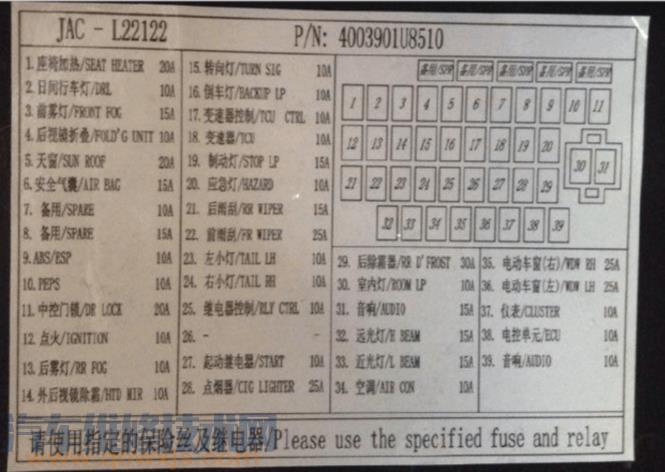 JAC - L22122
P/N: 4003901U8510
1.座椅加热/SEAT HEATER 20A
2.日间行车灯/DRL 10A
3.前雾灯/FRONT FOG 15A
4.后视镜折叠/FOLD'G UNIT 10A
5.天窗/SUN ROOF 20A
6.安全气囊/AIR BAG 15A
7. 备用/SPARE 10A
8. 备用/SPARE 15A
9.ABS/ESP 10A
10.PEPS 10A
11.中控门锁/DR LOCK 20A
12.点火/IGNITION 10A
13.后雾灯/RR FOG 10A
14.外后视镜除霜/HTD MIR 10A
15.转向灯/TURN SIG 10A
16.倒车灯/BACKUP LP 10A
17.变速器控制/TCU CTRL 10A
18.变速器/TCU 10A
19.制动灯/STOP LP 15A
20.应急灯/HAZARD 10A
21.后雨刮/RR WIPER 15A
22.前雨刮/FR WIPER 25A
23.左小灯/TAIL LH 10A
24.右小灯/TAIL RH 10A
25.继电器控制/RLY CTRL 10A
26. - -
27.起动继电器/START 10A
28.点烟器/CIG LIGHTER 25A
备用/SPR 备用/SPR 备用/SPR 备用/SPR 备用/SPR
1 2 3 4 5 6 7 8 9 10 11
12 13 14 15 16 17 18 19 20
30 31
21 22 23 24 25 26 27 28 29
32 33 34 35 36 37 38 39
29.后除霜器/RR D'FROST 30A
30.室内灯/ROOM LP 10A
31.音响/AUDIO 15A
32.远光灯/H BEAM 15A
33.近光灯/L BEAM 15A
34.空调/AIR CON 10A
35.电动车窗(右)/WDW RH 25A
36.电动车窗(左)/WDW LH 25A
37.仪表/CLUSTER 10A
38.电控单元/ECU 10A
39.音响/AUDIO 10A
请使用指定的保险丝及继电器/Please use the specified fuse and relay